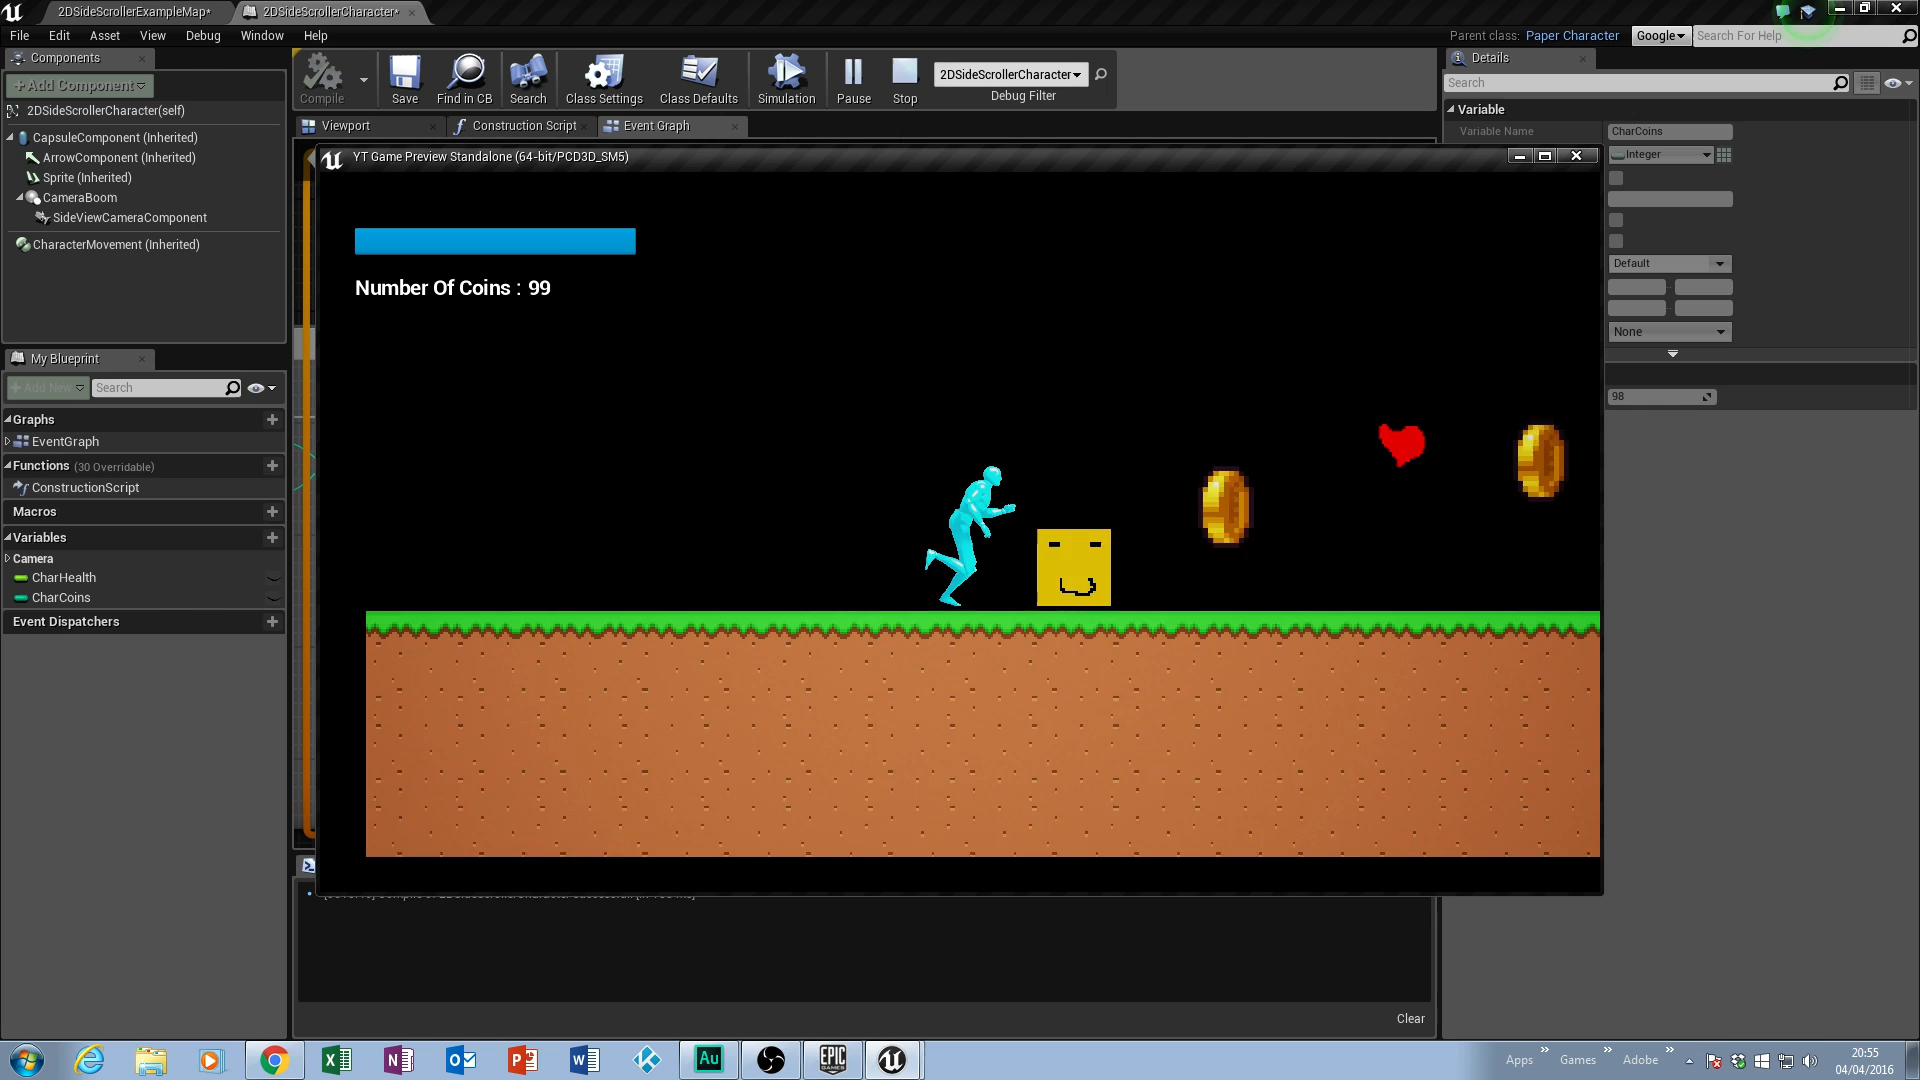 2DSideScrollerExampleMap*
2DSideScrollerCharacter*
File Edit Asset View Debug Window Help
Parent class: Paper Character
Google
Search For Help
Components
+Add Component
2DSideScrollerCharacter(self)
CapsuleComponent (Inherited)
ArrowComponent (Inherited)
Sprite (Inherited)
CameraBoom
SideViewCameraComponent
CharacterMovement (Inherited)
Compile
Save
Find in CB
Search
Class Settings
Class Defaults
Simulation
Pause
Stop
2DSideScrollerCharacter
Debug Filter
Viewport
Construction Script
Event Graph
Details
Search
Variable
Variable Name
CharCoins
Integer
Default
None
98
YT Game Preview Standalone (64-bit/PCD3D_SM5)
Number Of Coins : 99
My Blueprint
+Add New
Search
Graphs
EventGraph
Functions (30 Overridable)
ConstructionScript
Macros
Variables
Camera
CharHealth
CharCoins
Event Dispatchers
Clear
Au
EPIC
GAMES
Apps
Games
Adobe
20:55
04/04/2016